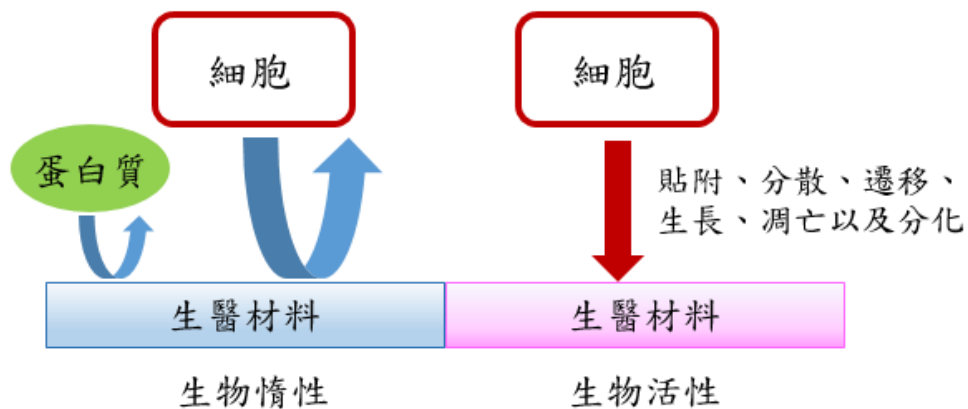 細胞
細胞
蛋白質
貼附、分散、遷移、
生長、凋亡以及分化
生醫材料
生醫材料
生物惰性
生物活性